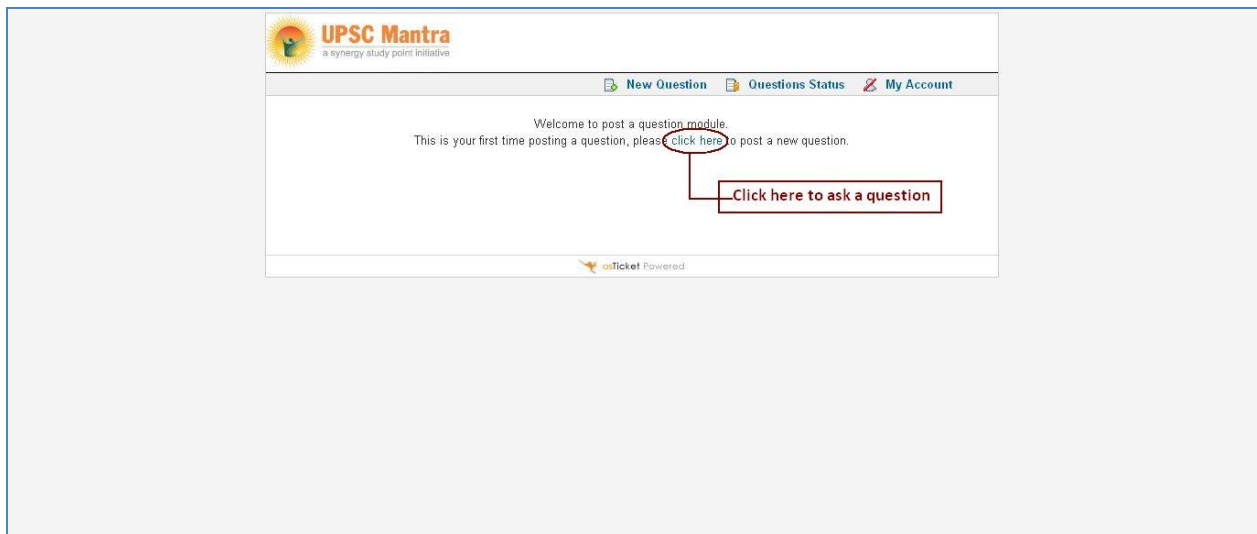 UPSC Mantra
a synergy study point initiative
New Question Questions Status My Account
Welcome to post a question module.
This is your first time posting a question, please click here to post a new question.
Click here to ask a question
osTicket Powered